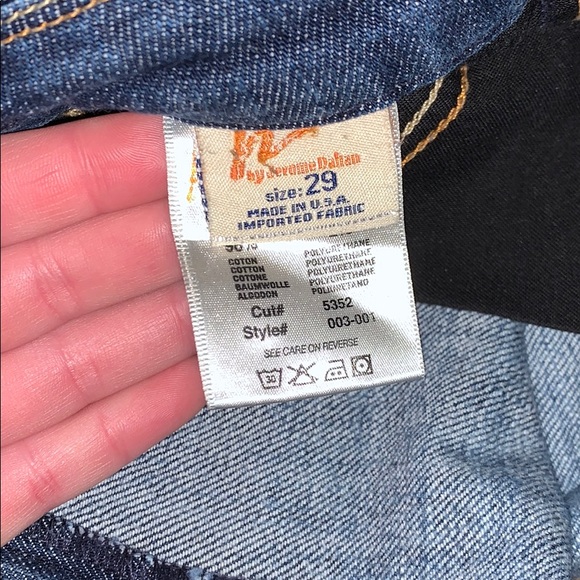 by Jerome Dahan
size: 29
MADE IN U.S.A.
IMPORTED FABRIC
COTON POLYURETHANE
COTTON POLYURETHANE
COTONE POLYURETHANE
BAUMWOLLE POLYURETHANE
ALGODON POLIURETANO
Cut# 5352
Style# 003-001
SEE CARE ON REVERSE
30